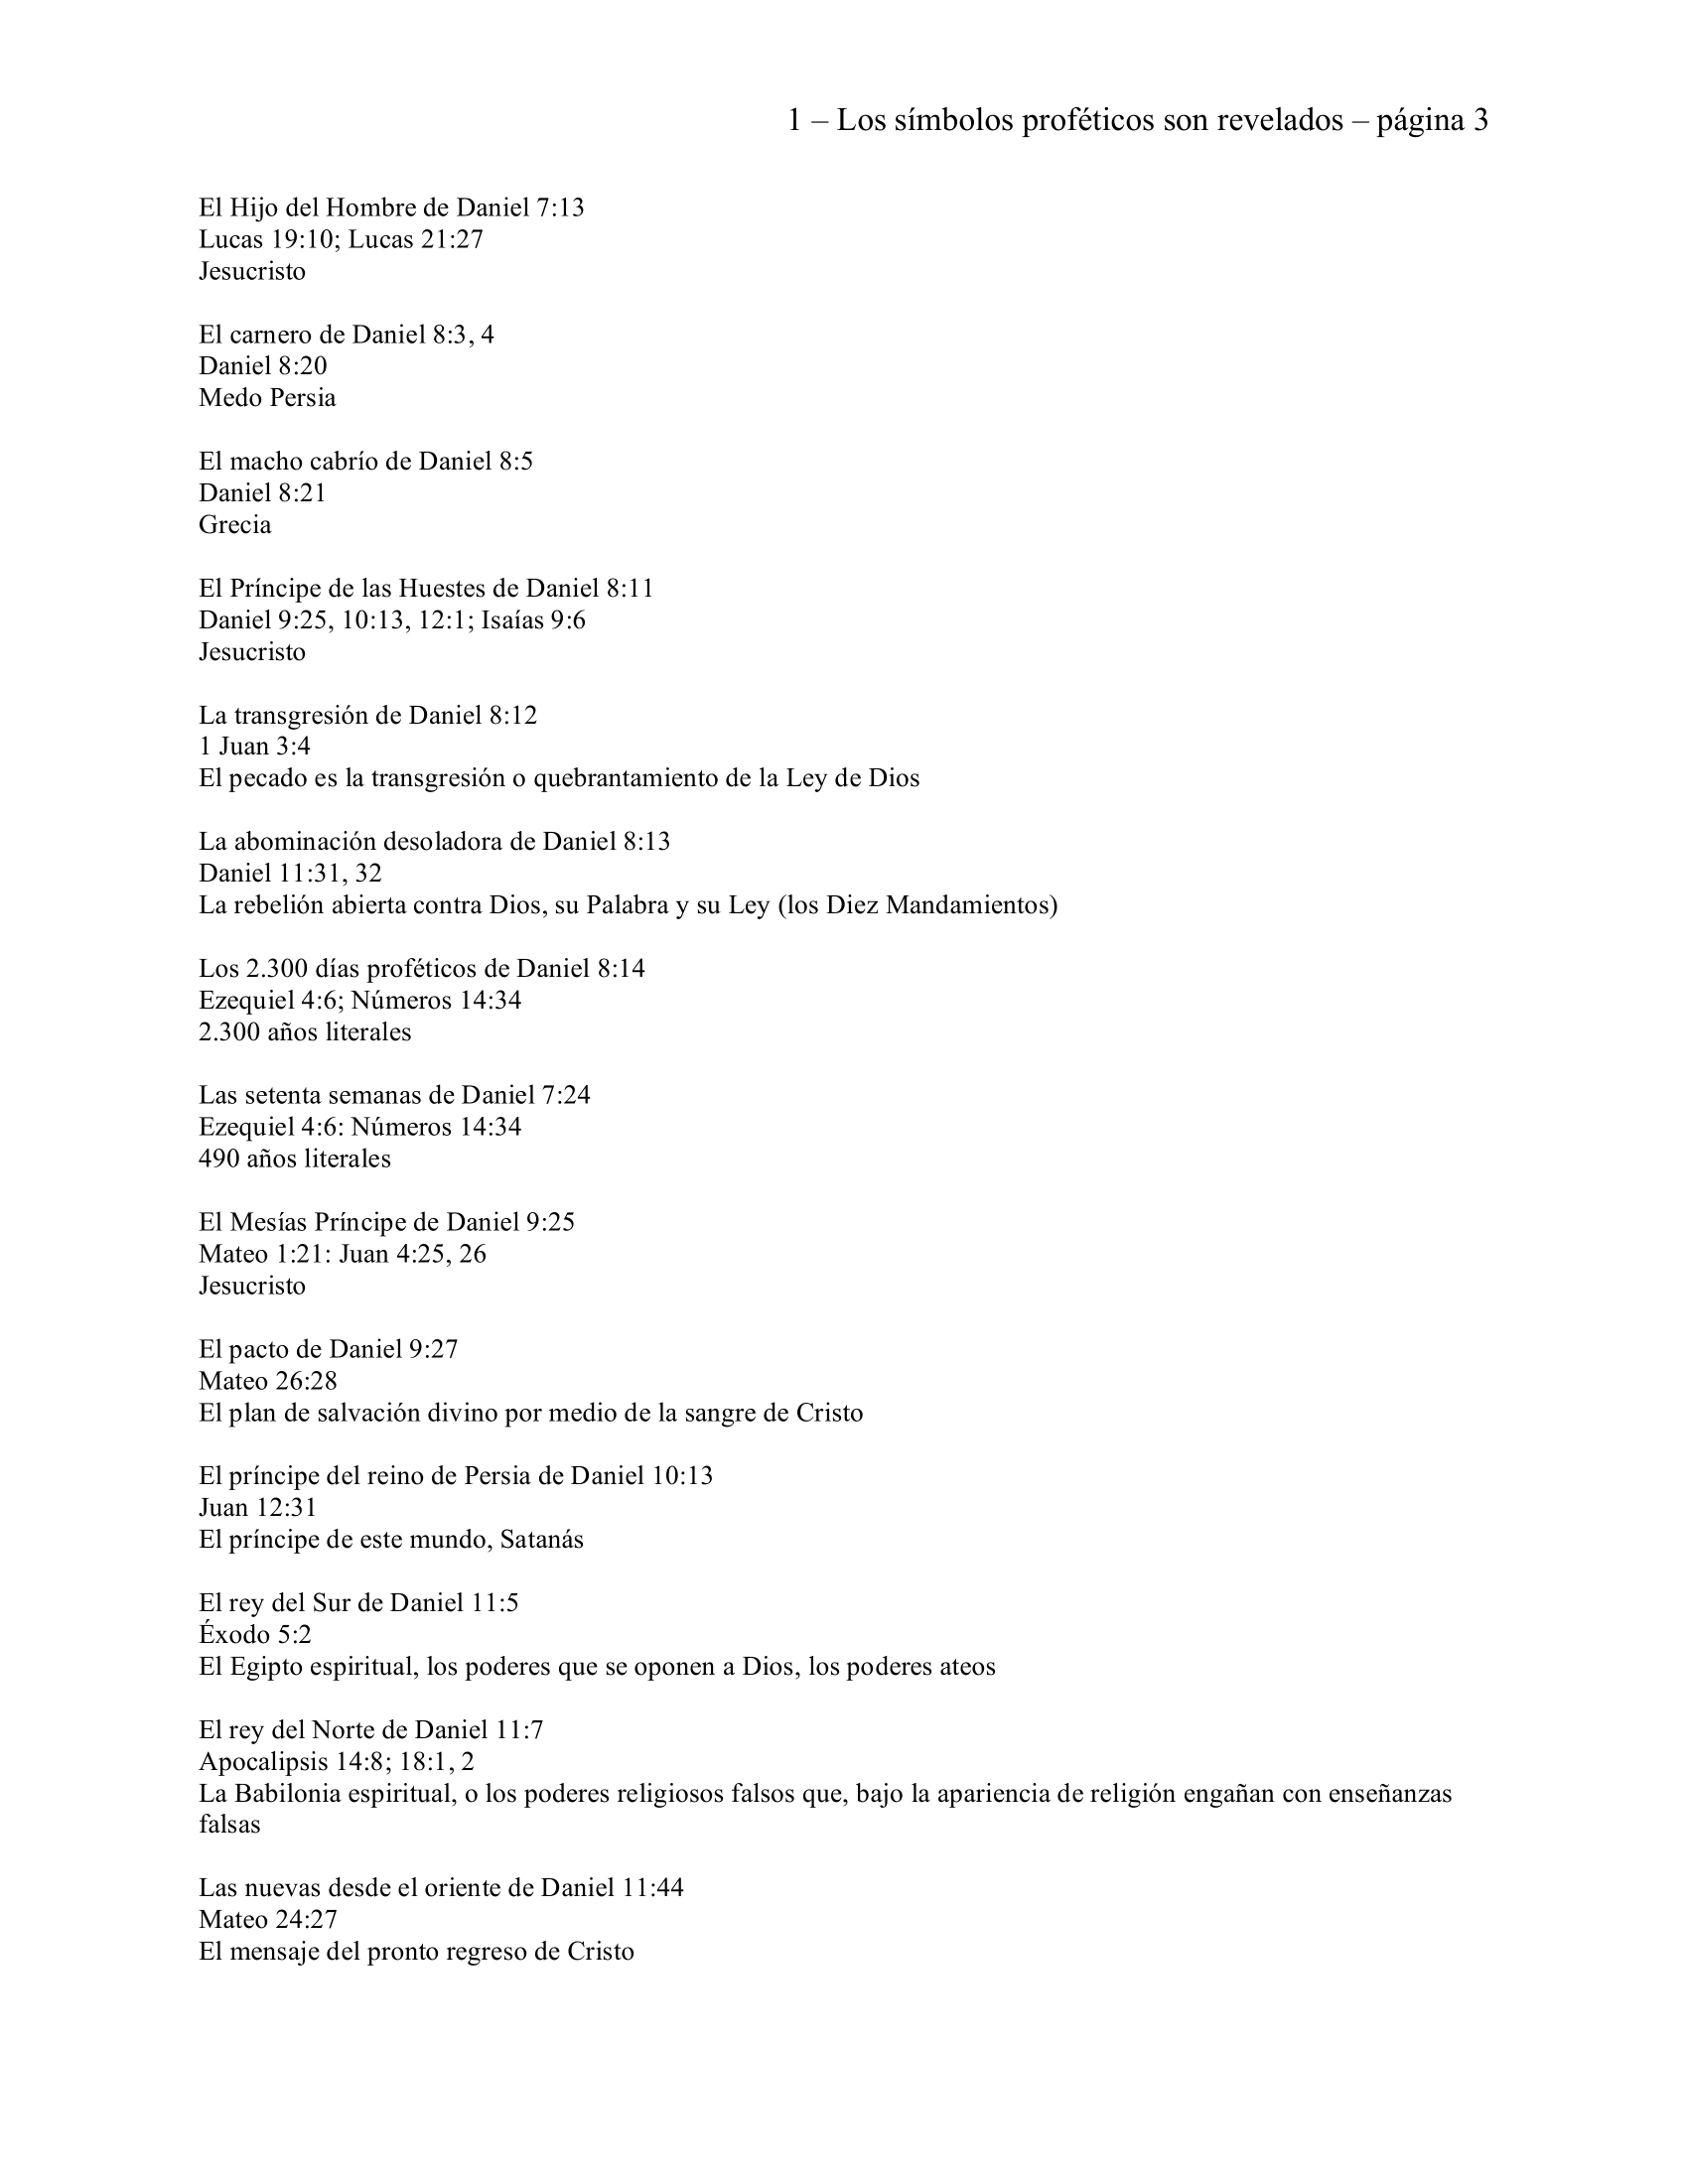 1 – Los símbolos proféticos son revelados – página 3
El Hijo del Hombre de Daniel 7:13
Lucas 19:10; Lucas 21:27
Jesucristo
El carnero de Daniel 8:3, 4
Daniel 8:20
Medo Persia
El macho cabrío de Daniel 8:5
Daniel 8:21
Grecia
El Príncipe de las Huestes de Daniel 8:11
Daniel 9:25, 10:13, 12:1; Isaías 9:6
Jesucristo
La transgresión de Daniel 8:12
1 Juan 3:4
El pecado es la transgresión o quebrantamiento de la Ley de Dios
La abominación desoladora de Daniel 8:13
Daniel 11:31, 32
La rebelión abierta contra Dios, su Palabra y su Ley (los Diez Mandamientos)
Los 2.300 días proféticos de Daniel 8:14
Ezequiel 4:6; Números 14:34
2.300 años literales
Las setenta semanas de Daniel 7:24
Ezequiel 4:6: Números 14:34
490 años literales
El Mesías Príncipe de Daniel 9:25
Mateo 1:21: Juan 4:25, 26
Jesucristo
El pacto de Daniel 9:27
Mateo 26:28
El plan de salvación divino por medio de la sangre de Cristo
El príncipe del reino de Persia de Daniel 10:13
Juan 12:31
El príncipe de este mundo, Satanás
El rey del Sur de Daniel 11:5
Éxodo 5:2
El Egipto espiritual, los poderes que se oponen a Dios, los poderes ateos
El rey del Norte de Daniel 11:7
Apocalipsis 14:8; 18:1, 2
La Babilonia espiritual, o los poderes religiosos falsos que, bajo la apariencia de religión engañan con enseñanzas
falsas
Las nuevas desde el oriente de Daniel 11:44
Mateo 24:27
El mensaje del pronto regreso de Cristo